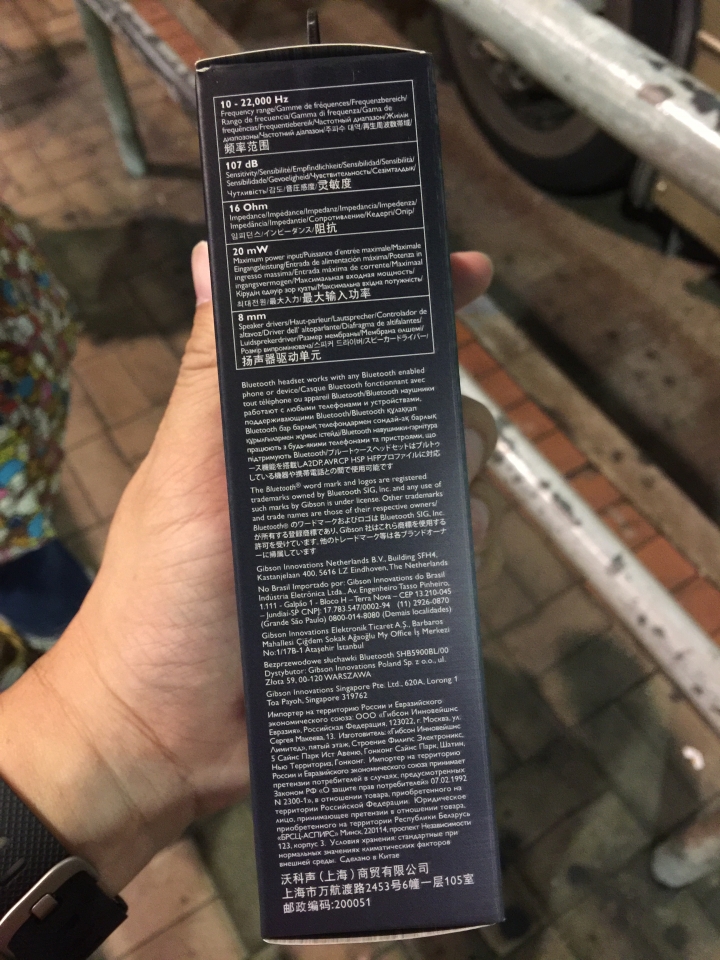 10 - 22,000 Hz
Frequency range/Gamme de fréquences/Frequenzbereich/
Rango de frecuencia/Gamma di frequenza/Gama de
frequências/Frequentiebereik/Частотный диапазон/Жиілік
диапозоны/Частотний діапазон/주파수 대역/再生周波数帯域/
频率范围
107 dB
Sensitivity/Sensibilité/Empfindlichkeit/Sensibilidad/Sensibilità/
Sensibilidade/Gevoeligheid/Чувствительность/Сезімталдық/
Чутливість/감도/音圧感度/灵敏度
16 Ohm
Impedance/Impédance/Impedanz/Impedancia/Impedenza/
Impedância/Impedantie/Сопротивление/Кедергі/Опір/
임피던스/インピータンス/阻抗
20 mW
Maximum power input/Puissance d'entrée maximale/Maximale
Eingangsleistung/Entrada de alimentación máxima/Potenza in
ingresso massima/Entrada máxima de corrente/Maximaal
ingangsvermogen/Максимальная входная мощность/
Кірудің едәуір зор қуаты/Максимальна вхідна потужність/
최대전원/最大入力/最大输入功率
8 mm
Speaker drivers/Haut-parleur/Lautsprecher/Controlador de
altavoz/Driver dell' altoparlante/Diafragma de altifalantes/
Luidsprekerdriver/Размер мембраны/Мембрана өлшемі/
Розмір випромінювача/스피커 드라이버/スピーカードライバー/
扬声器驱动单元
Bluetooth headset works with any Bluetooth enabled
phone or device/Casque Bluetooth fonctionnant avec
tout téléphone ou appareil Bluetooth/Bluetooth наушники
работают с любыми телефонами и устройствами,
поддерживающими Bluetooth/Bluetooth құлаққап
Bluetooth бар барлық телефондармен сондай-ақ барлық
құрылғылармен жұмыс істейді/Bluetooth навушники-гарнітура
працюють з будь-якими телефонами та пристроями, що
підтримують Bluetooth/ブルートゥースヘッドセットはブルトゥ
ース機能を搭載しA2DP, AVRCP HSP HFPプロファイルに対応
している機器や携帯電話との間で使用可能です
The Bluetooth® word mark and logos are registered
trademarks owned by Bluetooth SIG, Inc. and any use of
such marks by Gibson is under license. Other trademarks
and trade names are those of their respective owners/
Bluetooth® のワードマークおよびロゴは Bluetooth SIG, Inc.
が所有する登録商標であり、Gibson 社はこれら商標を使用する
許可を受けています。他のトレードマーク等は各ブランドオーナ
ーに帰属しています
Gibson Innovations Netherlands B.V., Building SFH4,
Kastanjelaan 400, 5616 LZ Eindhoven, The Netherlands
No Brasil Importado por: Gibson Innovations do Brasil
Indústria Eletrônica Ltda., Av. Engenheiro Tasso Pinheiro,
1.111 - Galpão 1 - Bloco H – Terra Nova – CEP 13.210-045
– Jundiaí-SP CNPJ: 17.783.547/0002-94 (11) 2926-0870
(Grande São Paulo) 0800-014-8080 (Demais localidades)
Gibson Innovations Elektronik Ticaret A.Ş., Barbaros
Mahallesi Çiğdem Sokak Ağaoğlu My Office İş Merkezi
No:1/17B-1 Ataşehir İstanbul
Bezprzewodowe słuchawki Bluetooth SHB5900BL/00
Dystybutor: Gibson Innovations Poland Sp. z o.o., ul.
Złota 59, 00-120 WARSZAWA
Gibson Innovations Singapore Pte. Ltd., 620A, Lorong 1
Toa Payoh, Singapore 319762
Импортер на территорию России и Евразийского
экономического союза: ООО «Гибсон Инновейшнс
Евразия», Российская Федерация, 123022, г. Москва, ул.
Сергея Макеева, 13. Изготовитель: «Гибсон Инновейшнс
Лимитед», пятый этаж, Строение Филипс Электроникс,
5 Сайнс Парк Ист Авеню, Гонконг Сайнс Парк, Шатин,
Нью Территориз, Гонконг. Импортер на территорию
России и Евразийского экономического союза принимает
претензии потребителей в случаях, предусмотренных
Законом РФ «О защите прав потребителей» 07.02.1992
N 2300-1», в отношении товара, приобретенного на
территории Российской Федерации. Юридическое
лицо, принимающее претензии в отношении товара,
приобретенного на территории Республики Беларусь
«БРСЦ-АСПИРС» Минск, 220114, проспект Независимости
123, корпус 3. Условия хранения: стандартные при
нормальных значениях климатических факторов
внешней среды. Сделано в Китае
沃科声（上海）商贸有限公司
上海市万航渡路2453号6幢一层105室
邮政编码:200051